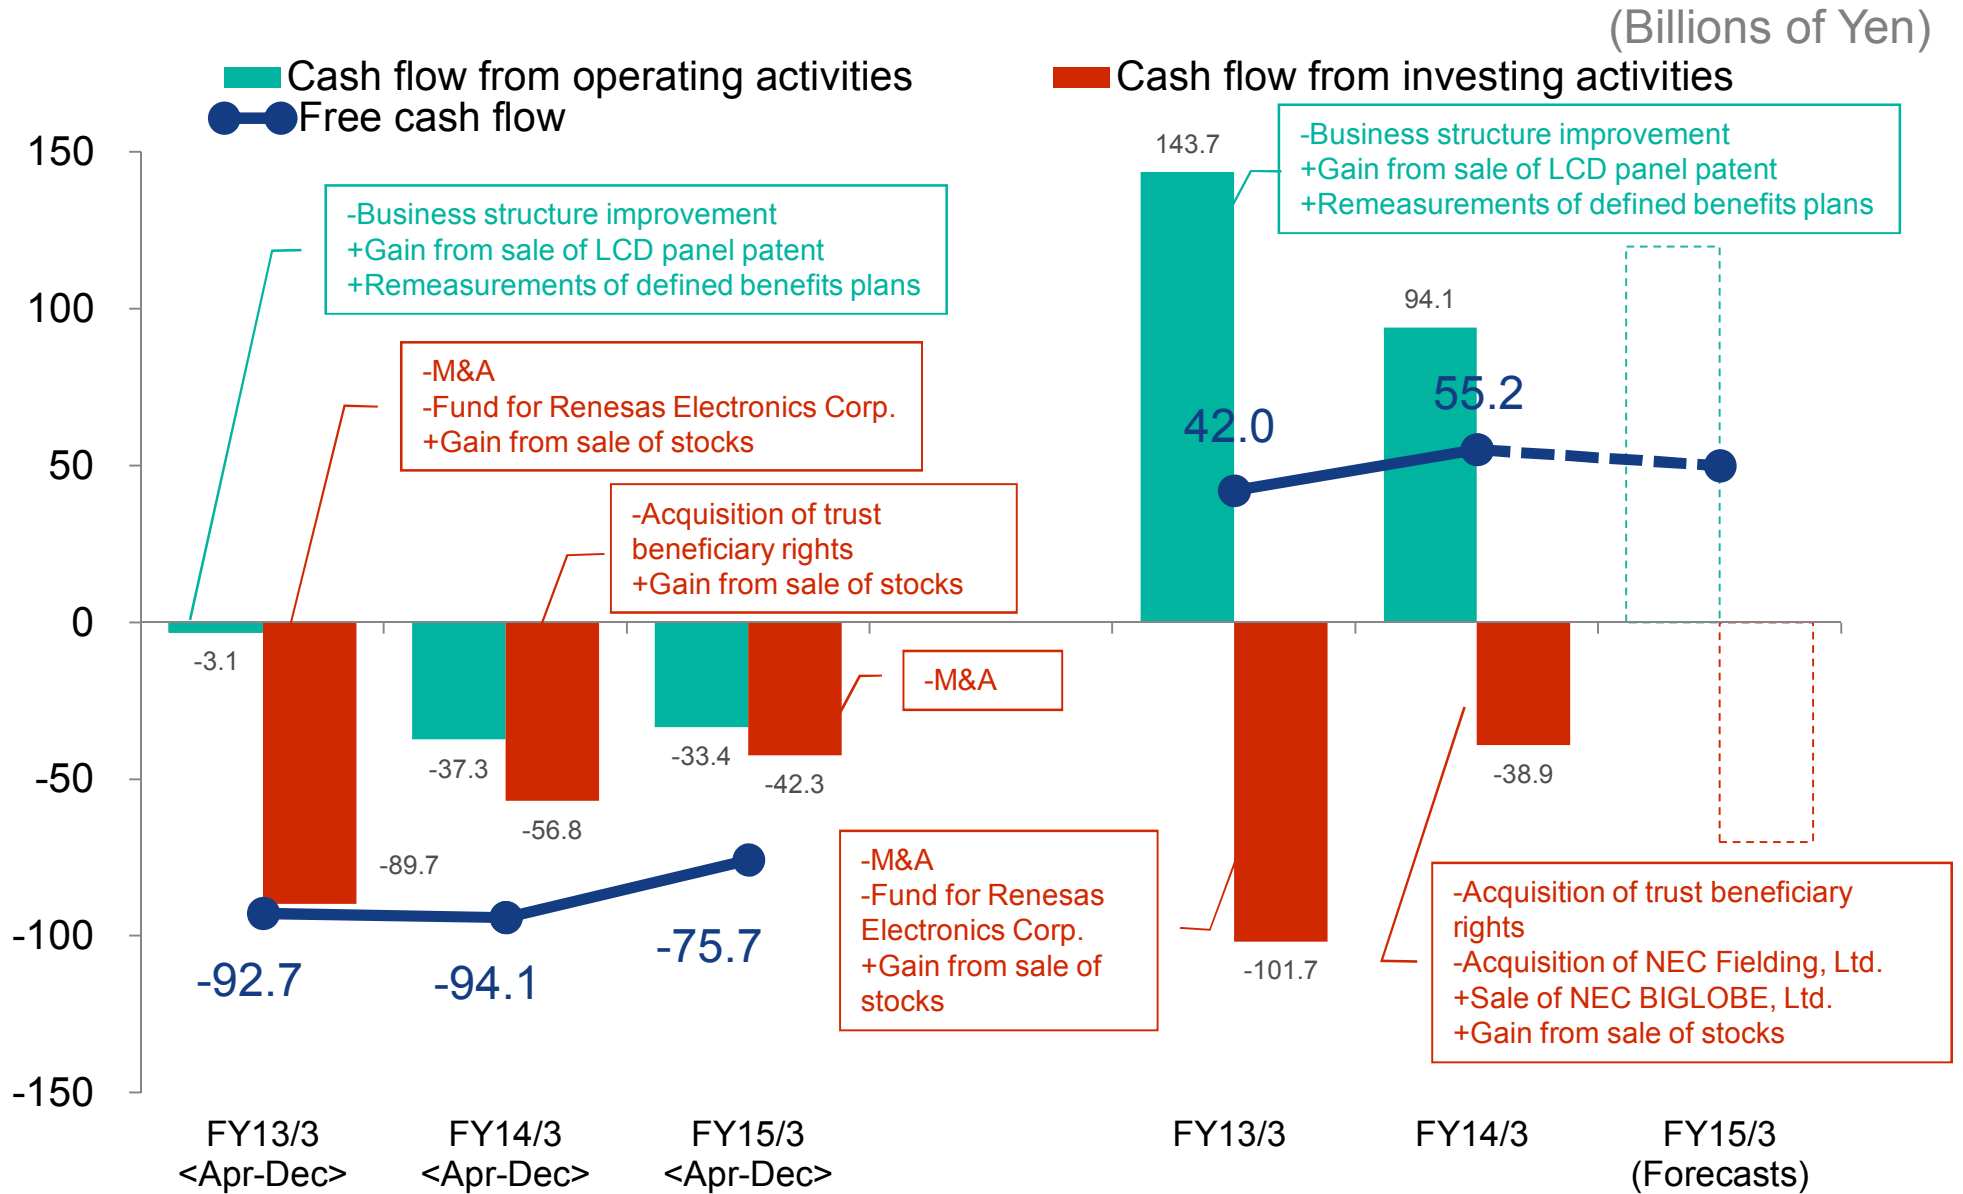 (Billions of Yen)
Cash flow from operating activities
Cash flow from investing activities
Free cash flow
150
100
50
0
-50
-100
-150
-Business structure improvement
+Gain from sale of LCD panel patent
+Remeasurements of defined benefits plans
-M&A
-Fund for Renesas Electronics Corp.
+Gain from sale of stocks
-Acquisition of trust
beneficiary rights
+Gain from sale of stocks
-M&A
-3.1
-89.7
-37.3
-56.8
-33.4
-42.3
-92.7
-94.1
-75.7
143.7
-Business structure improvement
+Gain from sale of LCD panel patent
+Remeasurements of defined benefits plans
94.1
42.0
55.2
-101.7
-38.9
-M&A
-Fund for Renesas
Electronics Corp.
+Gain from sale of
stocks
-Acquisition of trust beneficiary
rights
-Acquisition of NEC Fielding, Ltd.
+Sale of NEC BIGLOBE, Ltd.
+Gain from sale of stocks
FY13/3
<Apr-Dec>
FY14/3
<Apr-Dec>
FY15/3
<Apr-Dec>
FY13/3
FY14/3
FY15/3
(Forecasts)